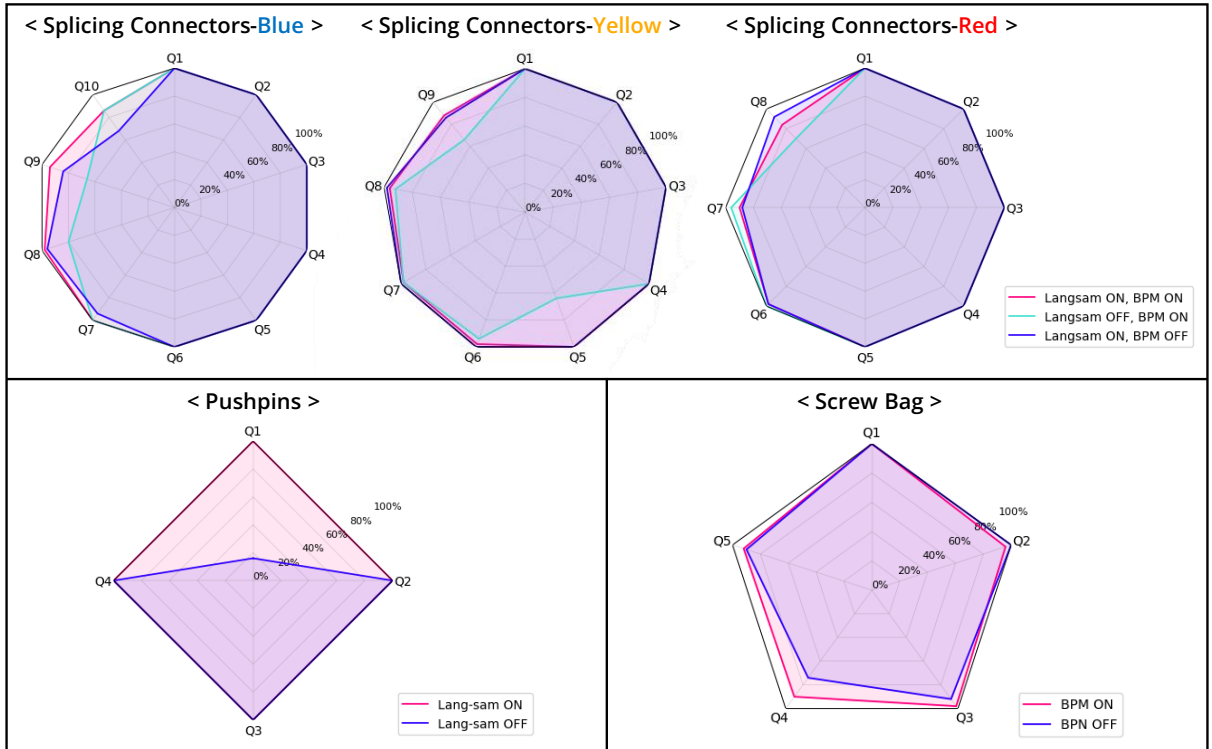 < Splicing Connectors-Blue >
Q1
Q2
Q3
Q4
Q5
Q6
Q7
Q8
Q9
Q10
0%
20%
40%
60%
80%
100%
< Splicing Connectors-Yellow >
Q1
Q2
Q3
Q4
Q5
Q6
Q7
Q8
Q9
0%
20%
40%
60%
80%
100%
< Splicing Connectors-Red >
Q1
Q2
Q3
Q4
Q5
Q6
Q7
Q8
0%
20%
40%
60%
80%
100%
Langsam ON, BPM ON
Langsam OFF, BPM ON
Langsam ON, BPM OFF
< Pushpins >
Q1
Q2
Q3
Q4
0%
20%
40%
60%
80%
100%
Lang-sam ON
Lang-sam OFF
< Screw Bag >
Q1
Q2
Q3
Q4
Q5
0%
20%
40%
60%
80%
100%
BPM ON
BPN OFF